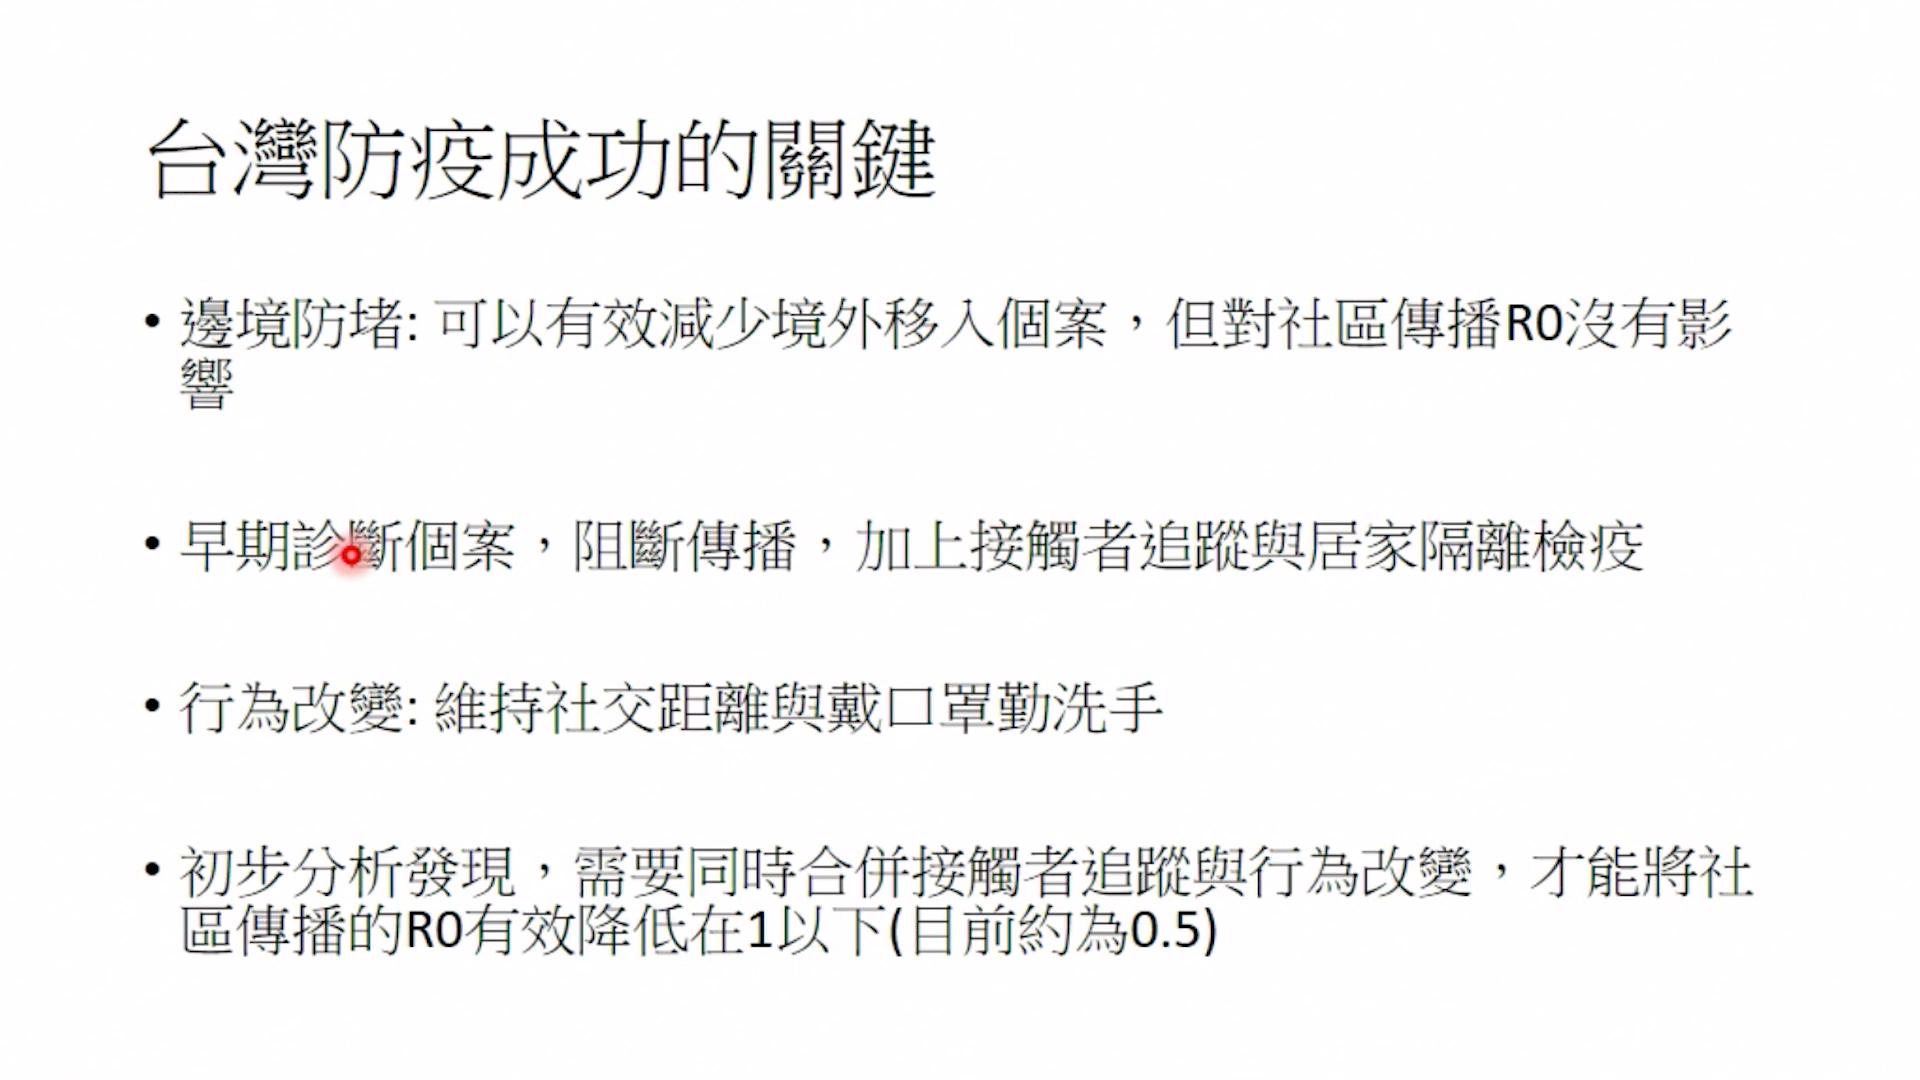 台灣防疫成功的關鍵
• 邊境防堵: 可以有效減少境外移入個案，但對社區傳播R0沒有影
響
• 早期診斷個案，阻斷傳播，加上接觸者追蹤與居家隔離檢疫
• 行為改變: 維持社交距離與戴口罩勤洗手
• 初步分析發現，需要同時合併接觸者追蹤與行為改變，才能將社
區傳播的R0有效降低在1以下(目前約為0.5)